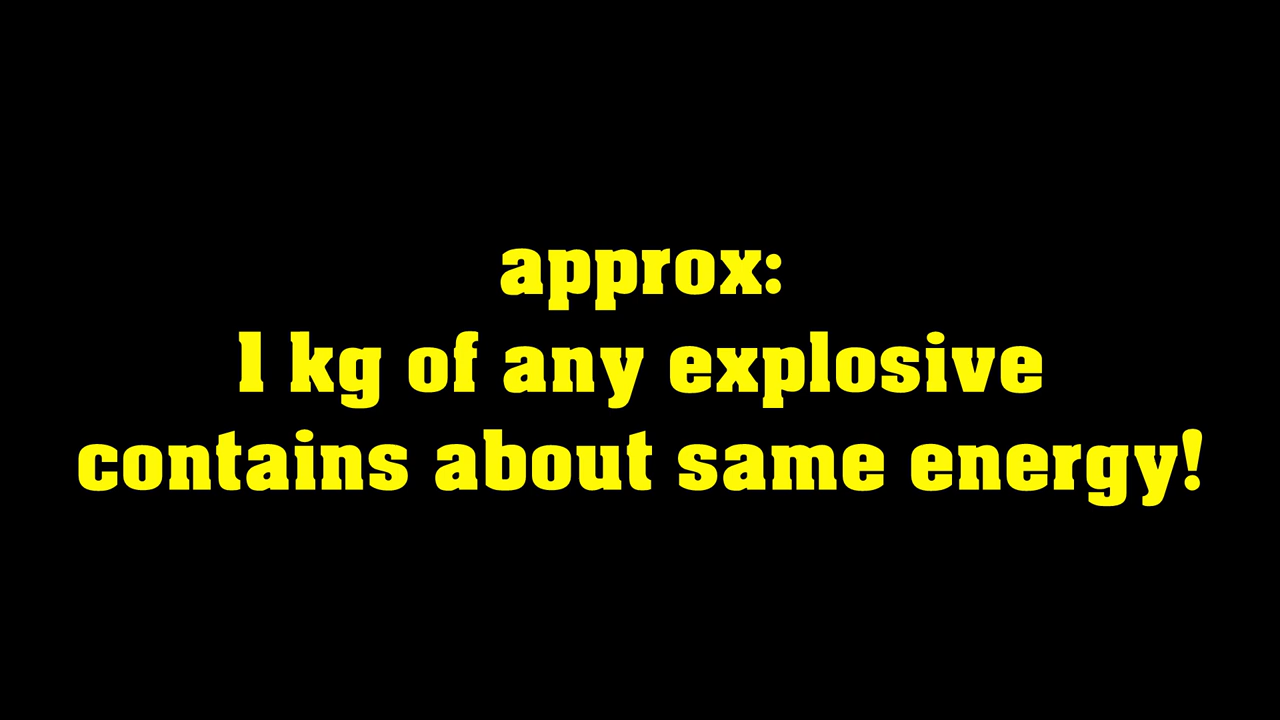 approx:
1 kg of any explosive
contains about same energy!